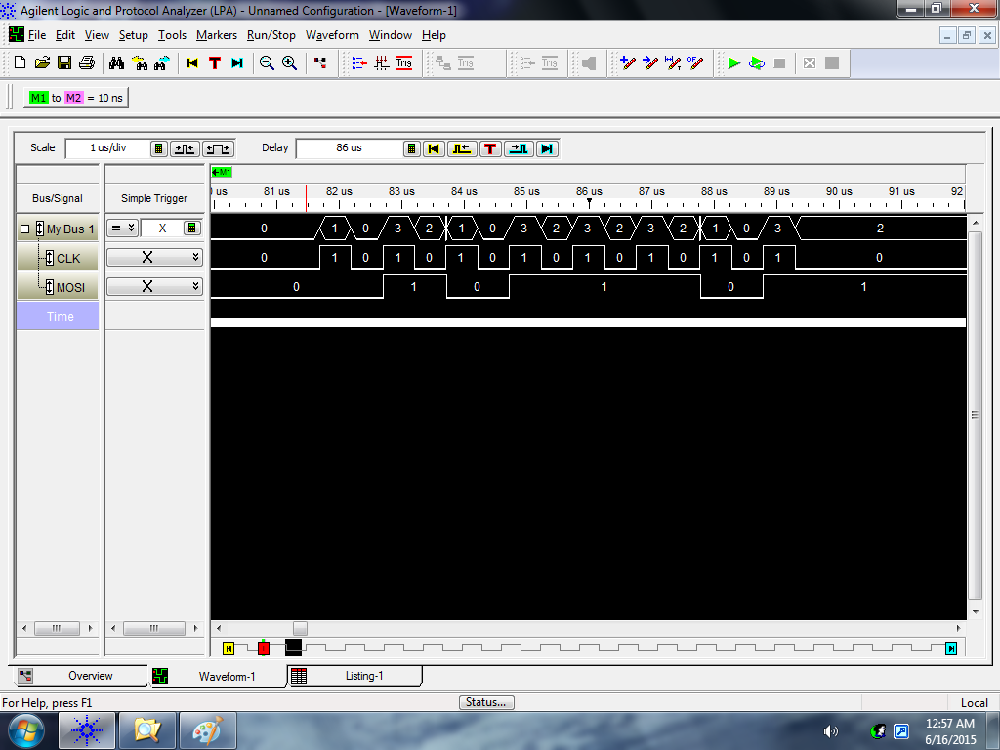 Agilent Logic and Protocol Analyzer (LPA) - Unnamed Configuration - [Waveform-1]
File Edit View Setup Tools Markers Run/Stop Waveform Window Help
T Trig Trig Trig
M1 to M2 = 10 ns
Scale 1 us/div Delay 86 us T
M1
Bus/Signal Simple Trigger us 81 us 82 us 83 us 84 us 85 us 86 us 87 us 88 us 89 us 90 us 91 us 92
My Bus 1 = X 0 1 0 3 2 1 0 3 2 3 2 3 2 1 0 3 2
CLK X 0 1 0 1 0 1 0 1 0 1 0 1 0 1 0 1 0
MOSI X 0 1 0 1 0 1
Time
Overview Waveform-1 Listing-1
For Help, press F1 Status... Local
12:57 AM
6/16/2015